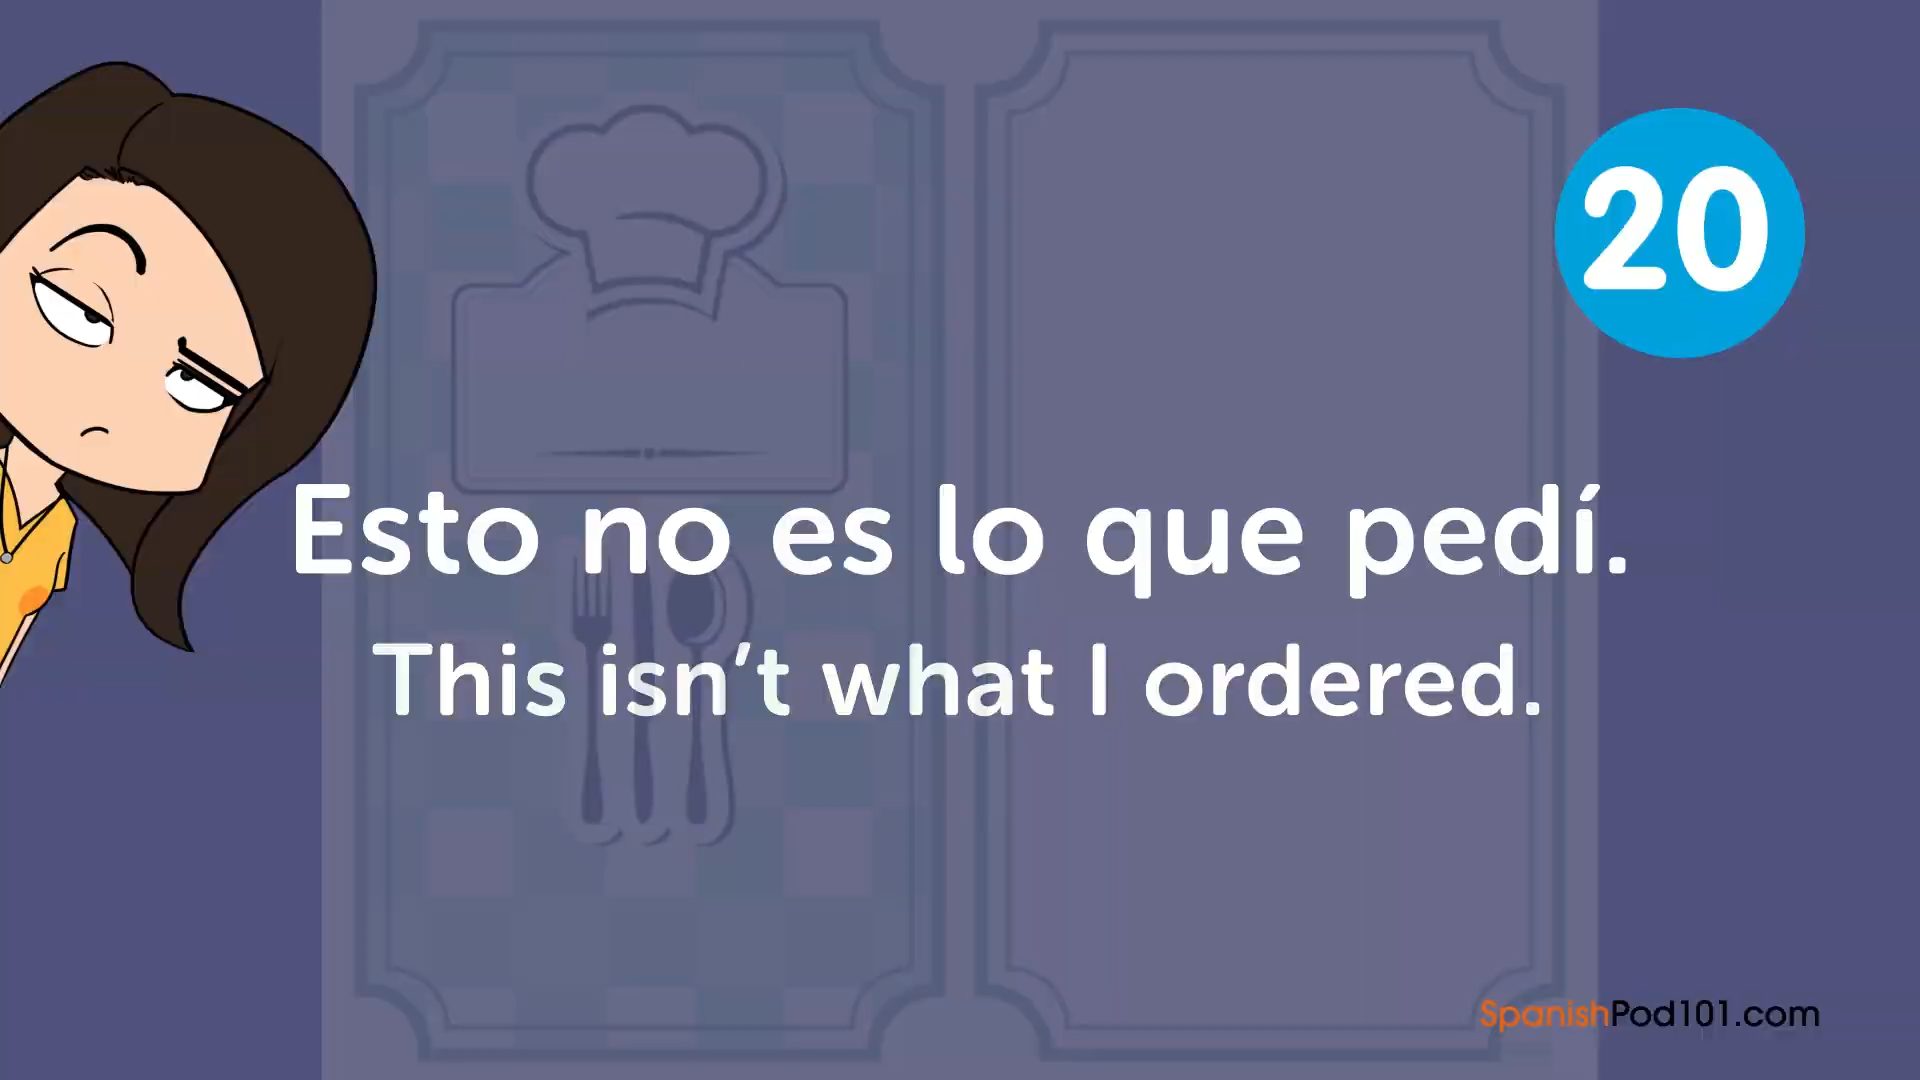 20
Esto no es lo que pedí.
This isn’t what I ordered.
SpanishPod101.com